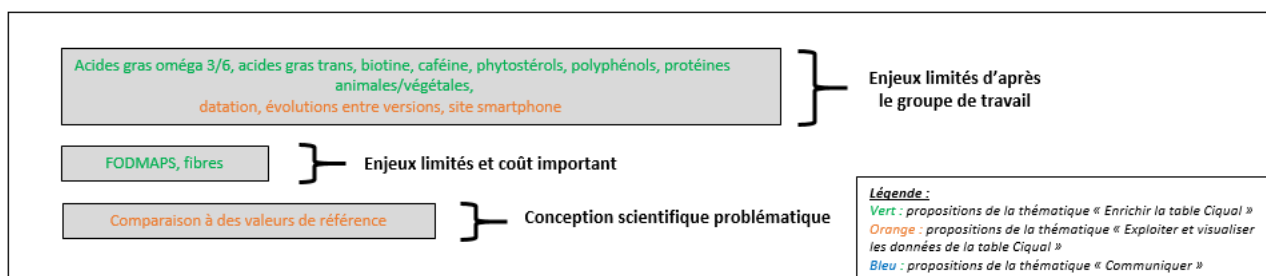 Acides gras oméga 3/6, acides gras trans, biotine, caféine, phytostérols, polyphénols, protéines
animales/végétales,
datation, évolutions entre versions, site smartphone
Enjeux limités d’après
le groupe de travail
FODMAPS, fibres
Enjeux limités et coût important
Comparaison à des valeurs de référence
Conception scientifique problématique
Légende :
Vert : propositions de la thématique « Enrichir la table Ciqual »
Orange : propositions de la thématique « Exploiter et visualiser
les données de la table Ciqual »
Bleu : propositions de la thématique « Communiquer »